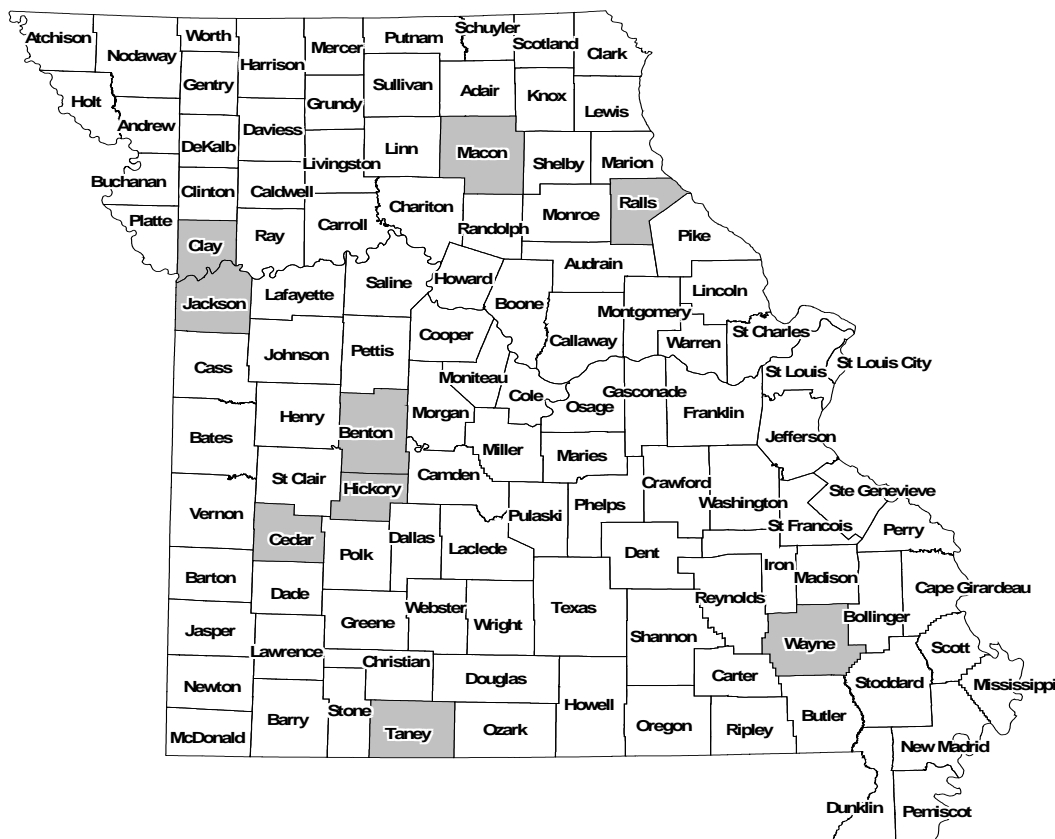 Atchison
Nodaway
Worth
Harrison
Mercer
Putnam
Schuyler
Scotland
Clark
Holt
Gentry
Grundy
Sullivan
Adair
Knox
Lewis
Andrew
DeKalb
Daviess
Livingston
Linn
Macon
Shelby
Marion
Buchanan
Clinton
Caldwell
Chariton
Randolph
Monroe
Ralls
Platte
Clay
Ray
Carroll
Pike
Audrain
Jackson
Lafayette
Saline
Howard
Boone
Callaway
Montgomery
Lincoln
Cass
Johnson
Pettis
Cooper
Moniteau
Cole
Warren
St Charles
St Louis
St Louis City
Bates
Henry
Benton
Morgan
Miller
Osage
Gasconade
Franklin
Jefferson
St Clair
Hickory
Camden
Maries
Crawford
Washington
Ste Genevieve
Vernon
Cedar
Polk
Dallas
Laclede
Pulaski
Phelps
Dent
St Francois
Perry
Barton
Dade
Greene
Webster
Wright
Texas
Shannon
Reynolds
Iron
Madison
Bollinger
Cape Girardeau
Jasper
Lawrence
Christian
Douglas
Wayne
Scott
Newton
Carter
Stoddard
Mississippi
McDonald
Barry
Stone
Taney
Ozark
Howell
Oregon
Ripley
Butler
New Madrid
Dunklin
Pemiscot